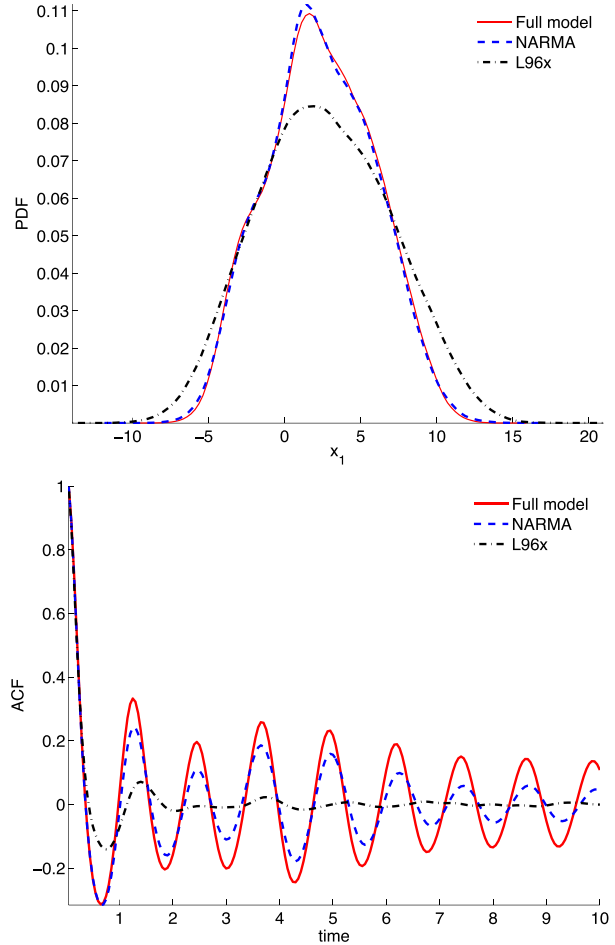 0.11
0.1
0.09
0.08
0.07
0.06
0.05
0.04
0.03
0.02
0.01
PDF
Full model
NARMA
L96x
−10 −5 0 5 10 15 20
x1
1
0.8
0.6
0.4
0.2
0
−0.2
ACF
Full model
NARMA
L96x
1 2 3 4 5 6 7 8 9 10
time